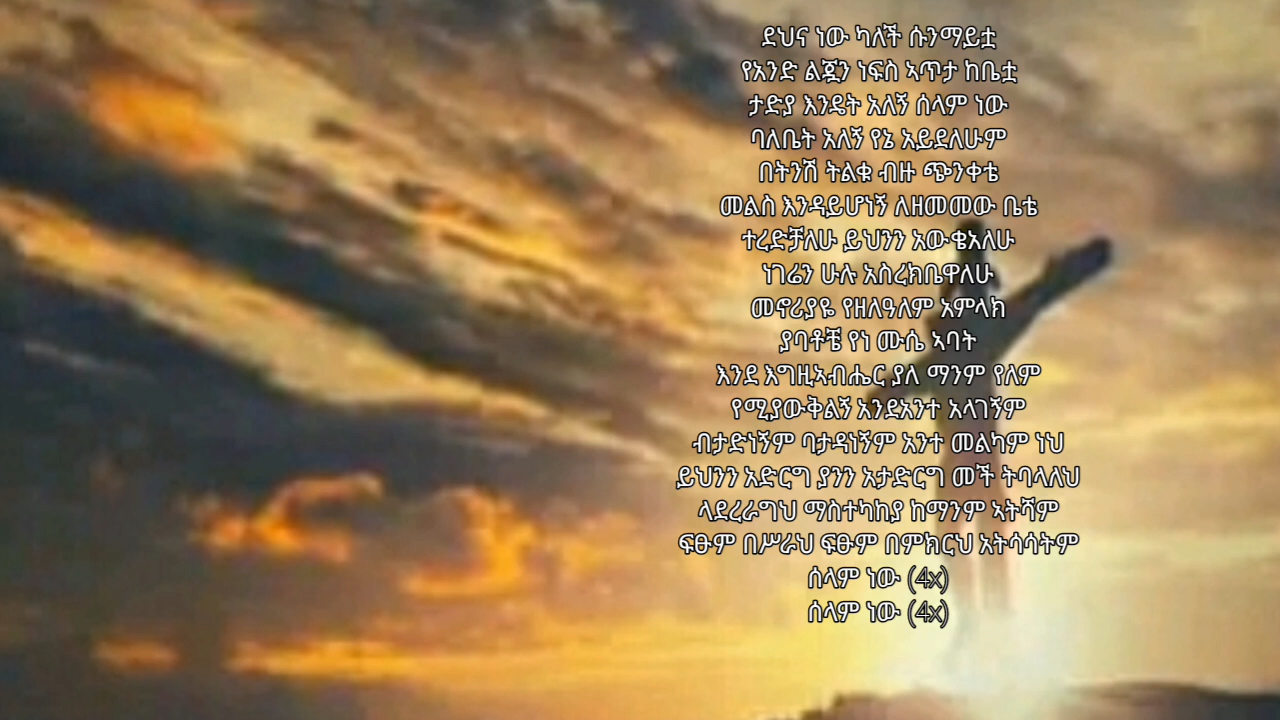 ደህና ነው ካለች ሱንማይቷ
የአንድ ልጇን ነፍስ ኣጥታ ከቤቷ
ታድያ እንዴት አለኝ ሰላም ነው
ባለቤት አለኝ የኔ አይደለሁም
በትንሽ ትልቁ ብዙ ጭንቀቴ
መልስ እንዳይሆነኝ ለዘመመው ቤቴ
ተረድቻለሁ ይህንን አውቄአለሁ
ነገሬን ሁሉ አስረክቤዋለሁ
መኖሪያዬ የዘለዓለም አምላክ
ያባቶቼ የነ ሙሴ ኣባት
እንደ እግዚኣብሔር ያለ ማንም የለም
የሚያውቅልኝ አንደአንተ አላገኝም
ብታድነኝም ባታዳነኝም አንተ መልካም ነህ
ይህንን አድርግ ያንን አታድርግ መች ትባላለህ
ላደረራግህ ማስተካከያ ከማንም ኣትሻም
ፍፁም በሥራህ ፍፁም በምክርህ አትሳሳትም
ሰላም ነው (4x)
ሰላም ነው (4x)